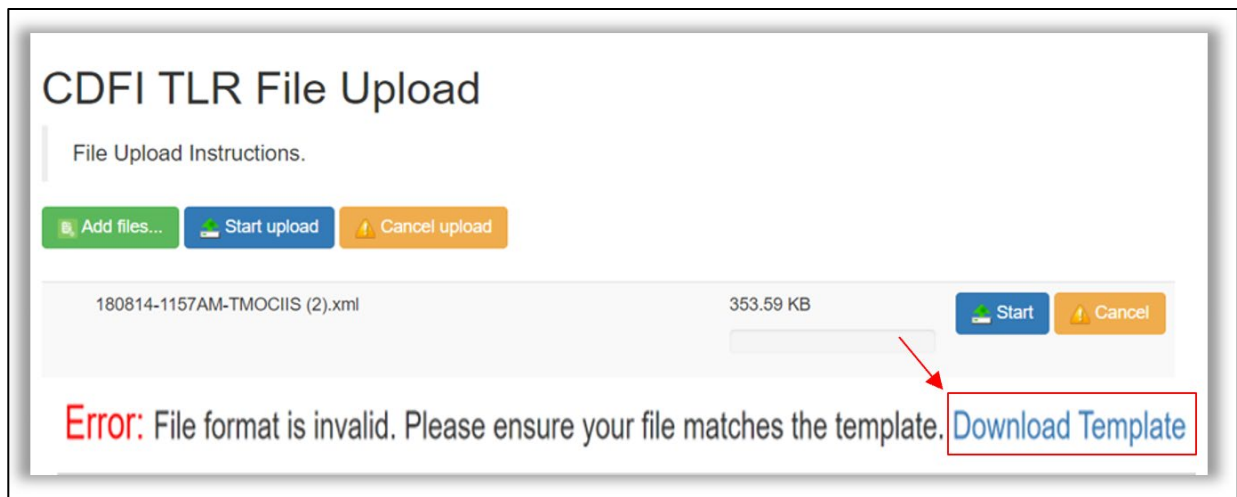 CDFI TLR File Upload
File Upload Instructions.
Add files... Start upload Cancel upload
180814-1157AM-TMOCIIS (2).xml 353.59 KB Start Cancel
Error: File format is invalid. Please ensure your file matches the template. Download Template